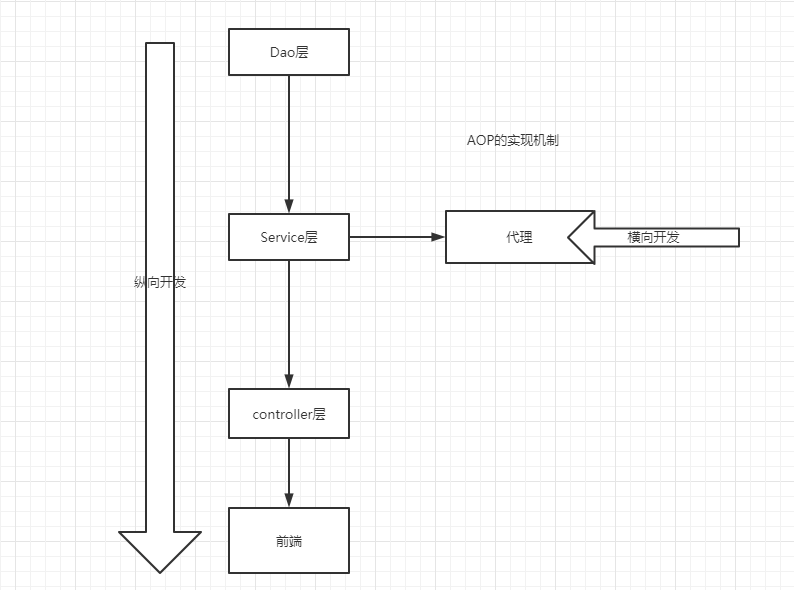 Dao层
AOP的实现机制
Service层
代理
横向开发
纵向开发
controller层
前端